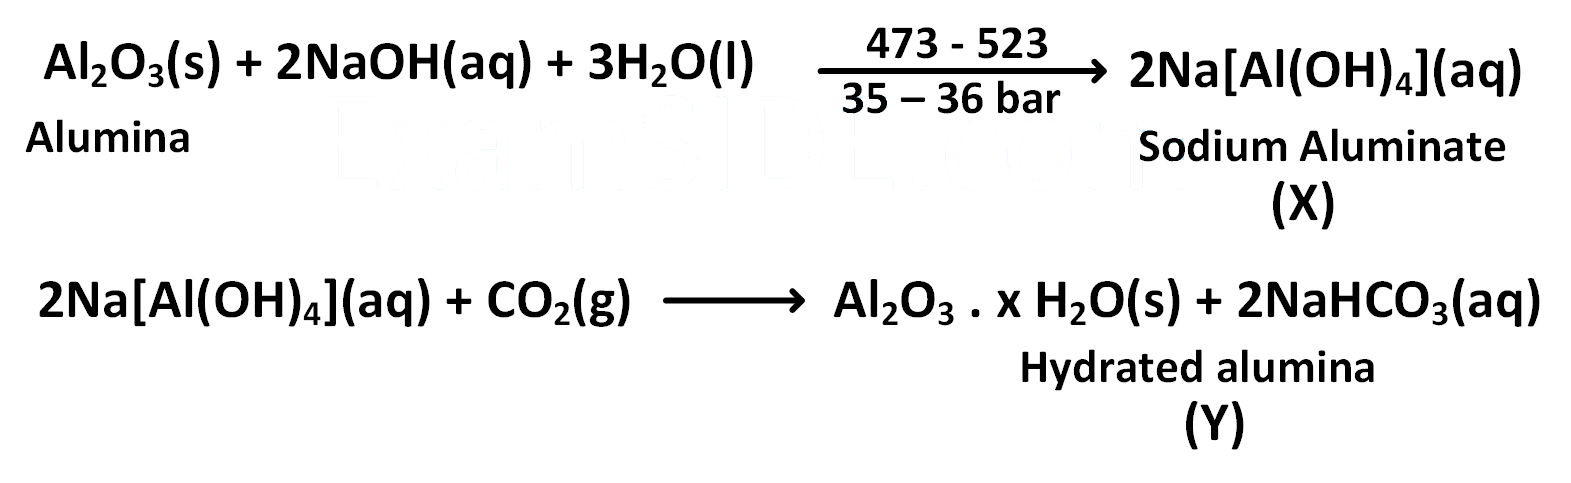 Al₂O₃(s) + 2NaOH(aq) + 3H₂O(l) 473 - 523 35 – 36 bar 2Na[Al(OH)₄](aq)
Alumina Sodium Aluminate
(X)
2Na[Al(OH)₄](aq) + CO₂(g) ⟶ Al₂O₃ . x H₂O(s) + 2NaHCO₃(aq)
Hydrated alumina
(Y)